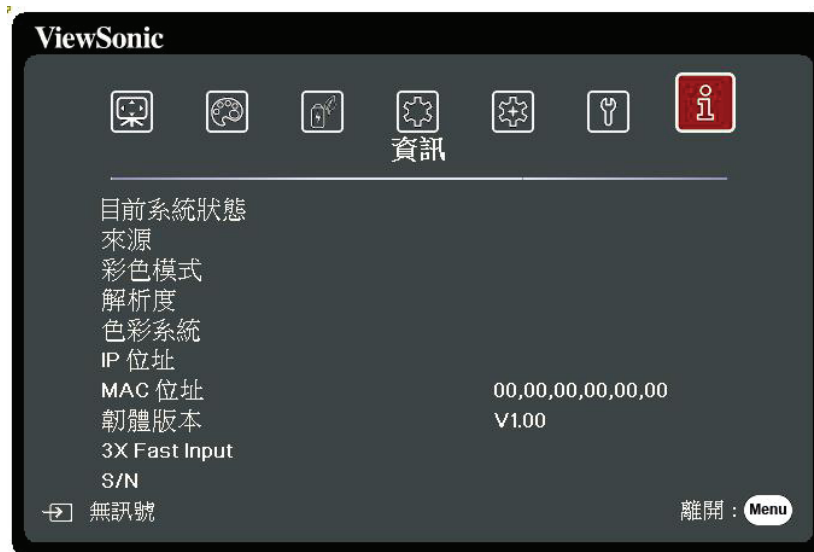 ViewSonic
資訊
目前系統狀態
來源
彩色模式
解析度
色彩系統
IP 位址
MAC 位址 00,00,00,00,00,00
韌體版本 V1.00
3X Fast Input
S/N
無訊號 離開：Menu